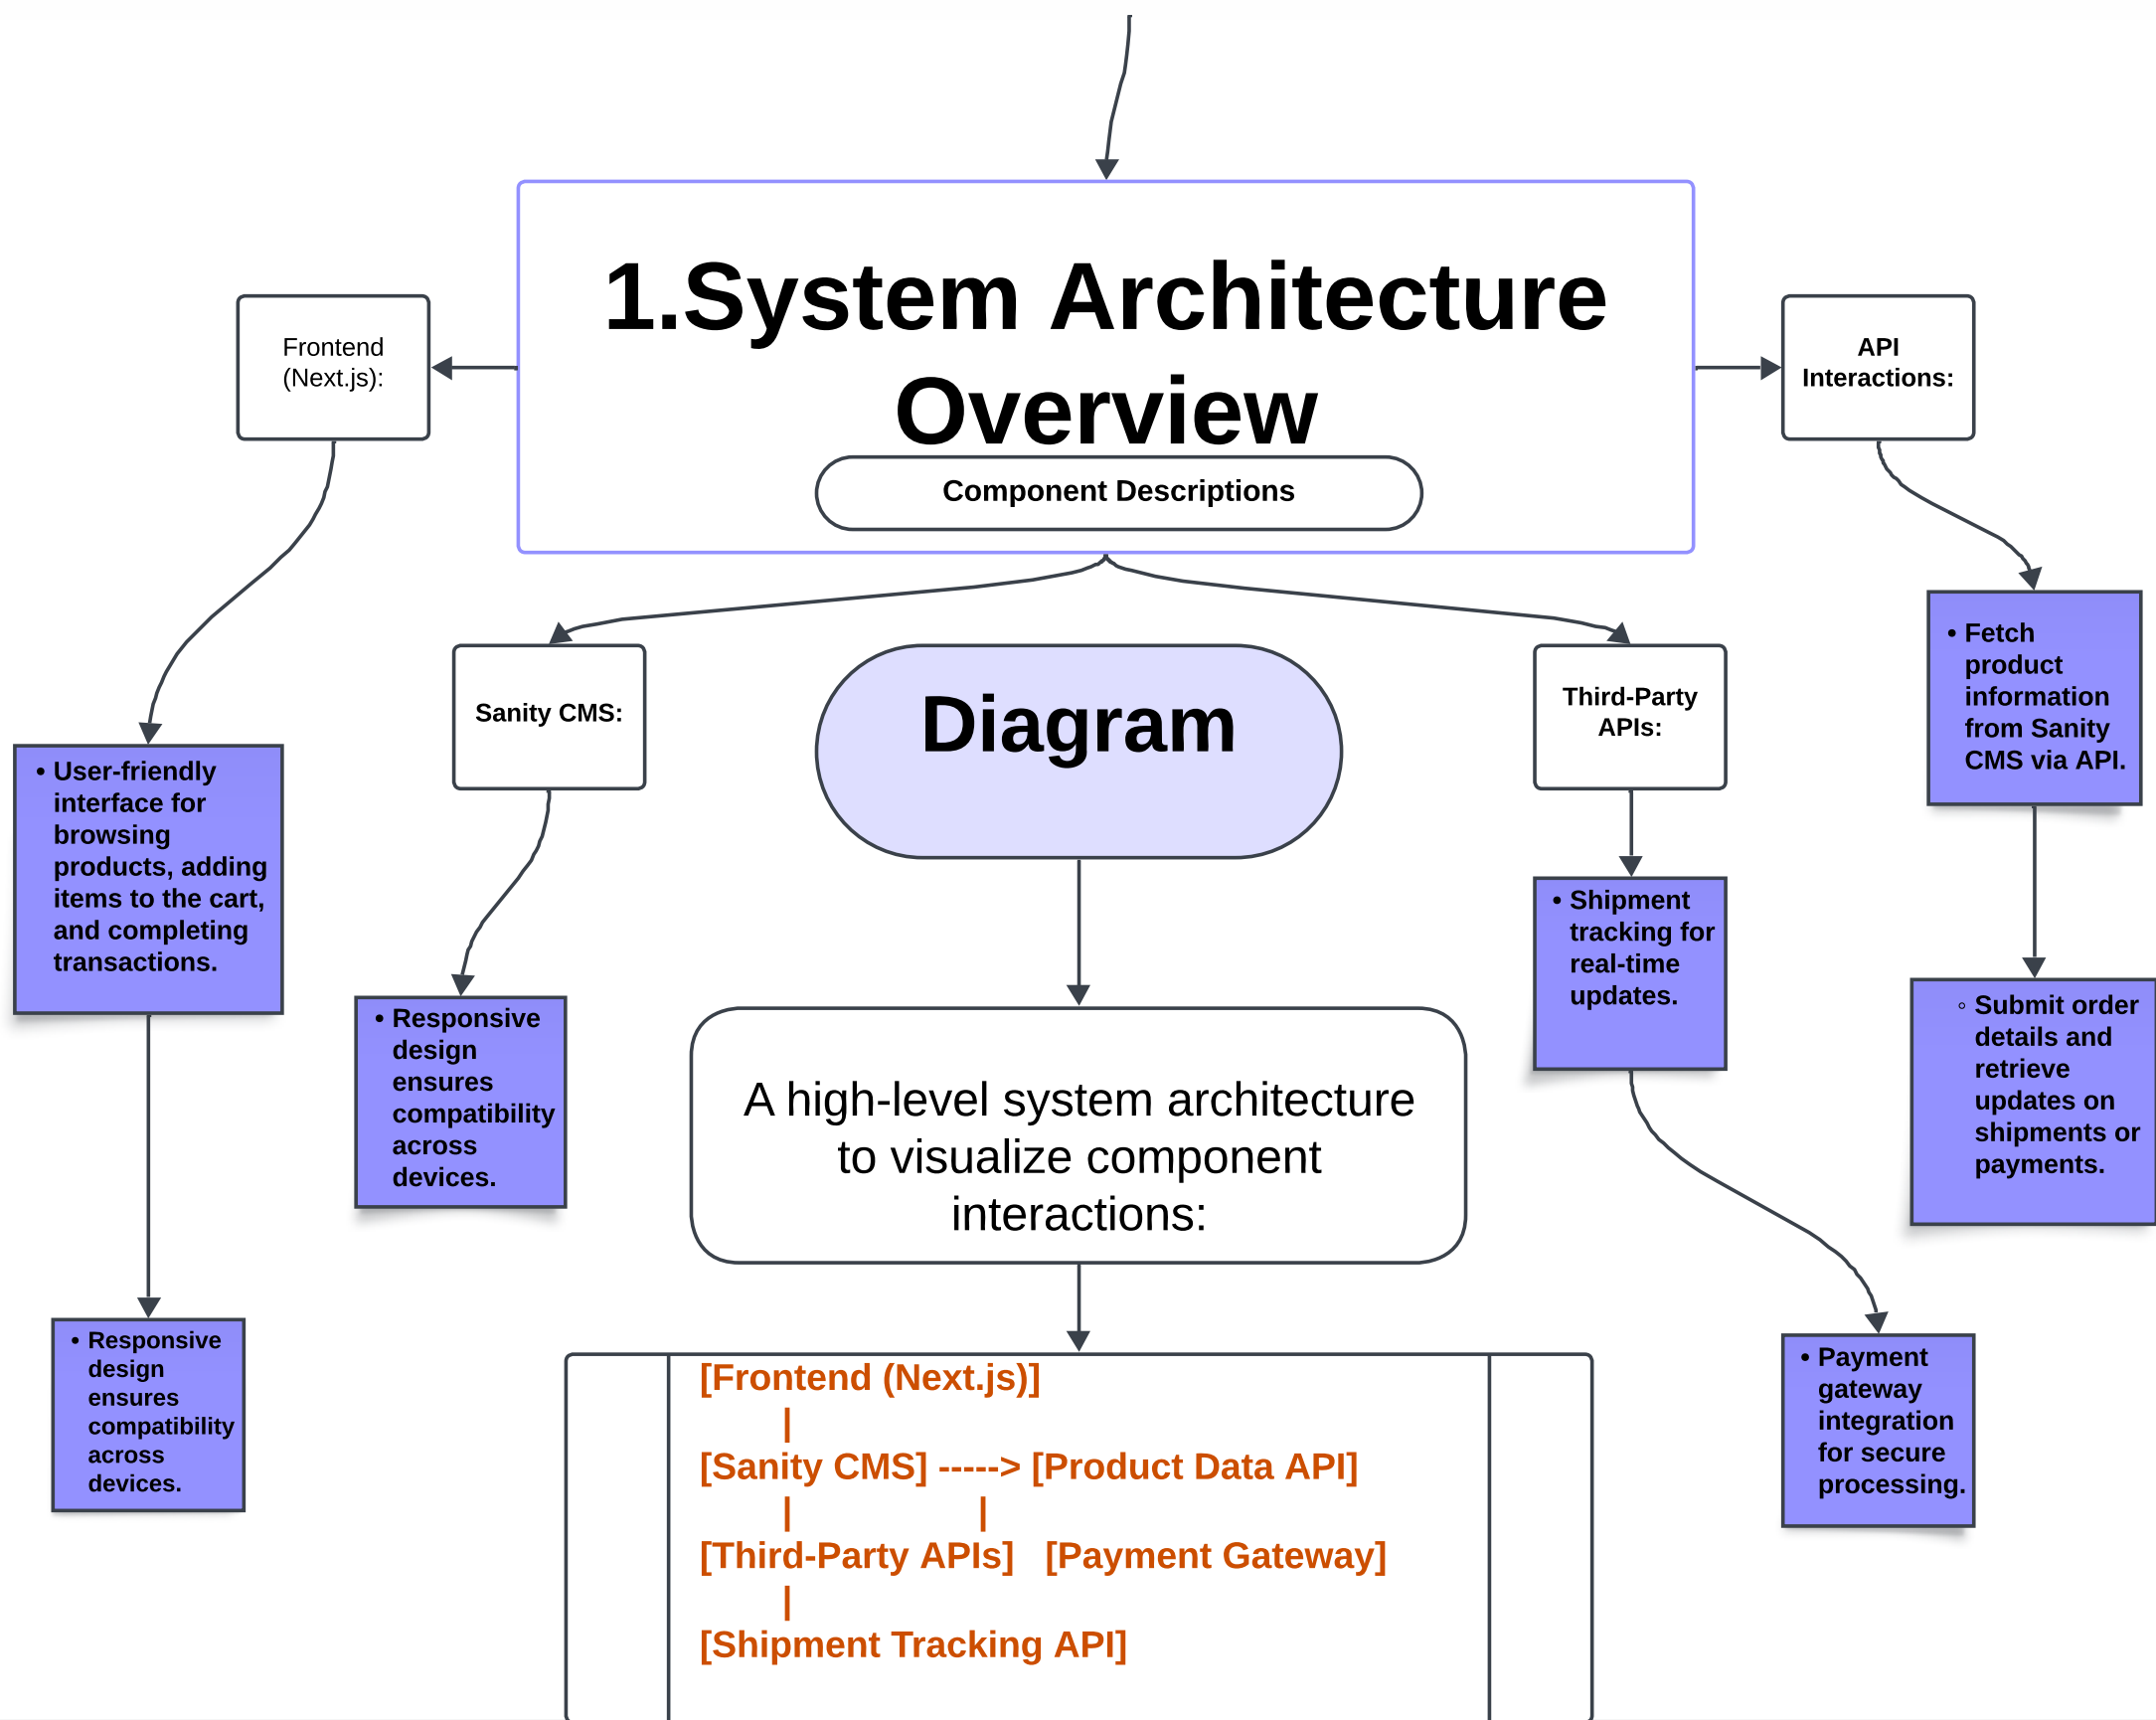 1.System Architecture
Overview
Component Descriptions
Frontend
(Next.js):
API
Interactions:
Sanity CMS:
Diagram
Third-Party
APIs:
• Fetch
product
information
from Sanity
CMS via API.
• User-friendly
interface for
browsing
products, adding
items to the cart,
and completing
transactions.
• Shipment
tracking for
real-time
updates.
• Responsive
design
ensures
compatibility
across
devices.
◦ Submit order
details and
retrieve
updates on
shipments or
payments.
A high-level system architecture
to visualize component
interactions:
• Responsive
design
ensures
compatibility
across
devices.
• Payment
gateway
integration
for secure
processing.
[Frontend (Next.js)]
|
[Sanity CMS] -----> [Product Data API]
| |
[Third-Party APIs] [Payment Gateway]
|
[Shipment Tracking API]